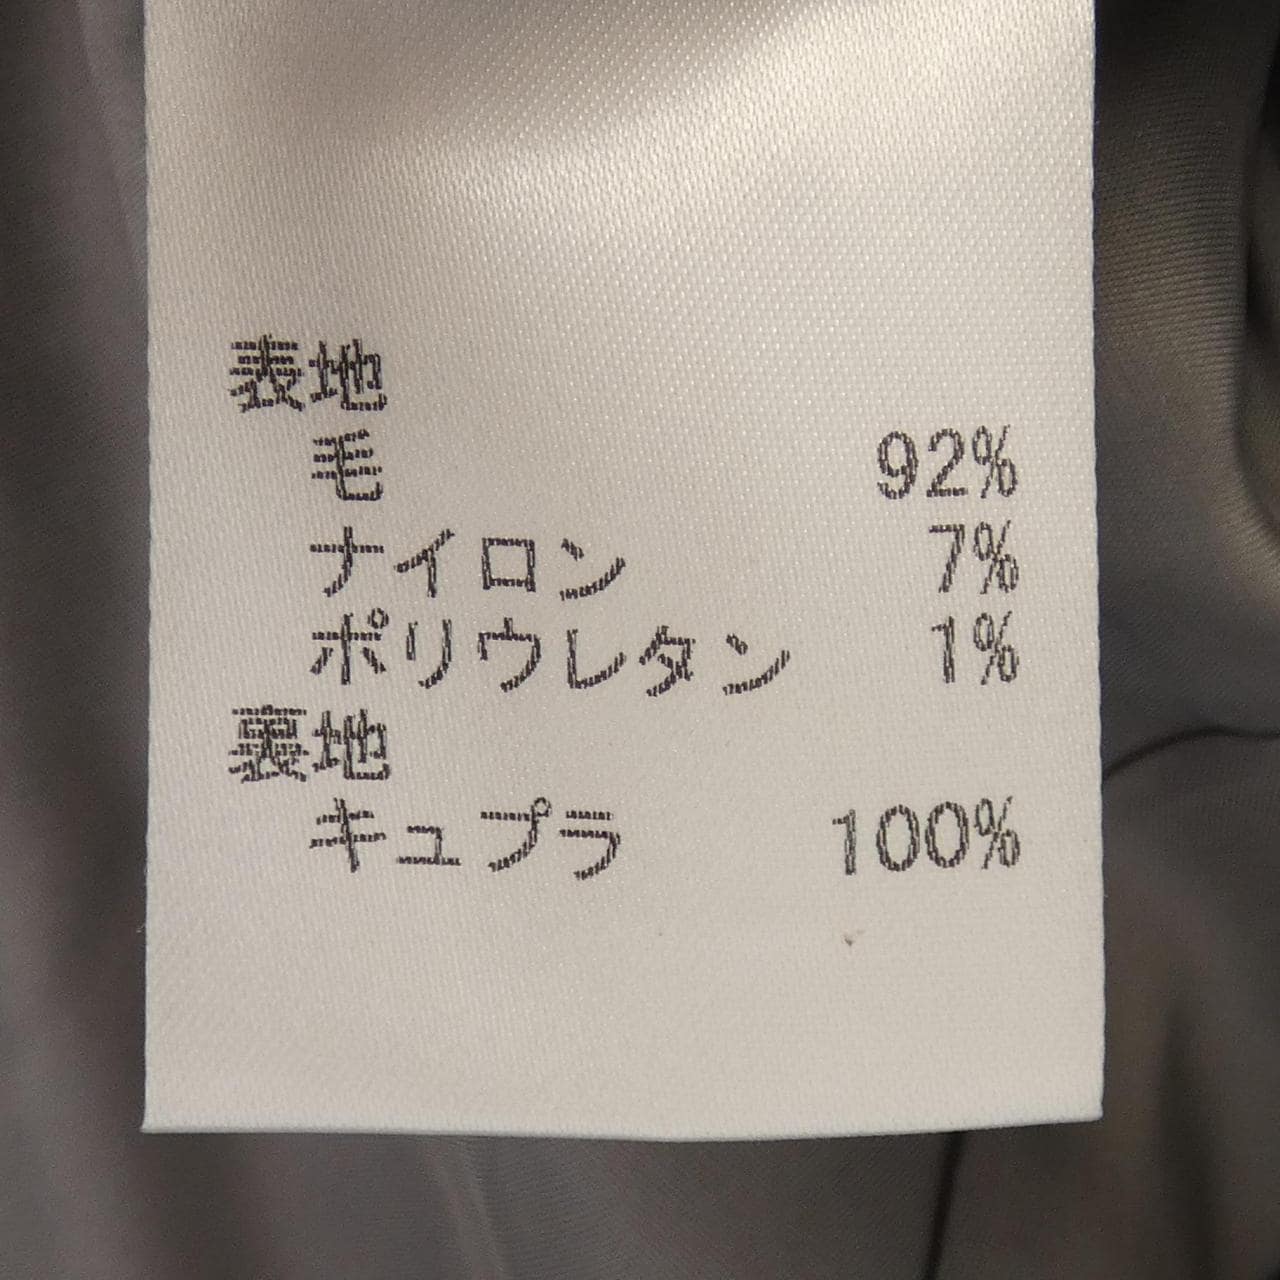 表地
毛 92%
ナイロン 7%
ポリウレタン 1%
裏地
キュプラ 100%